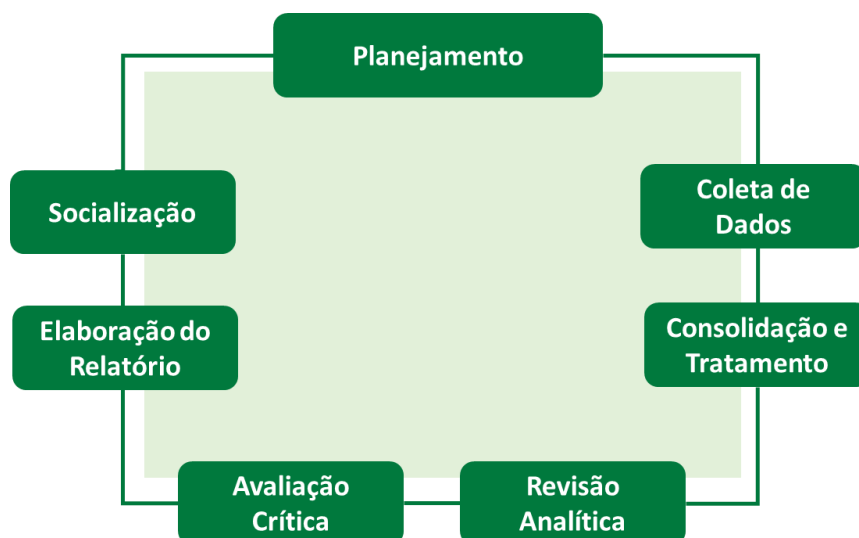 Planejamento
Coleta de
Dados
Consolidação e
Tratamento
Revisão
Analítica
Avaliação
Crítica
Elaboração do
Relatório
Socialização